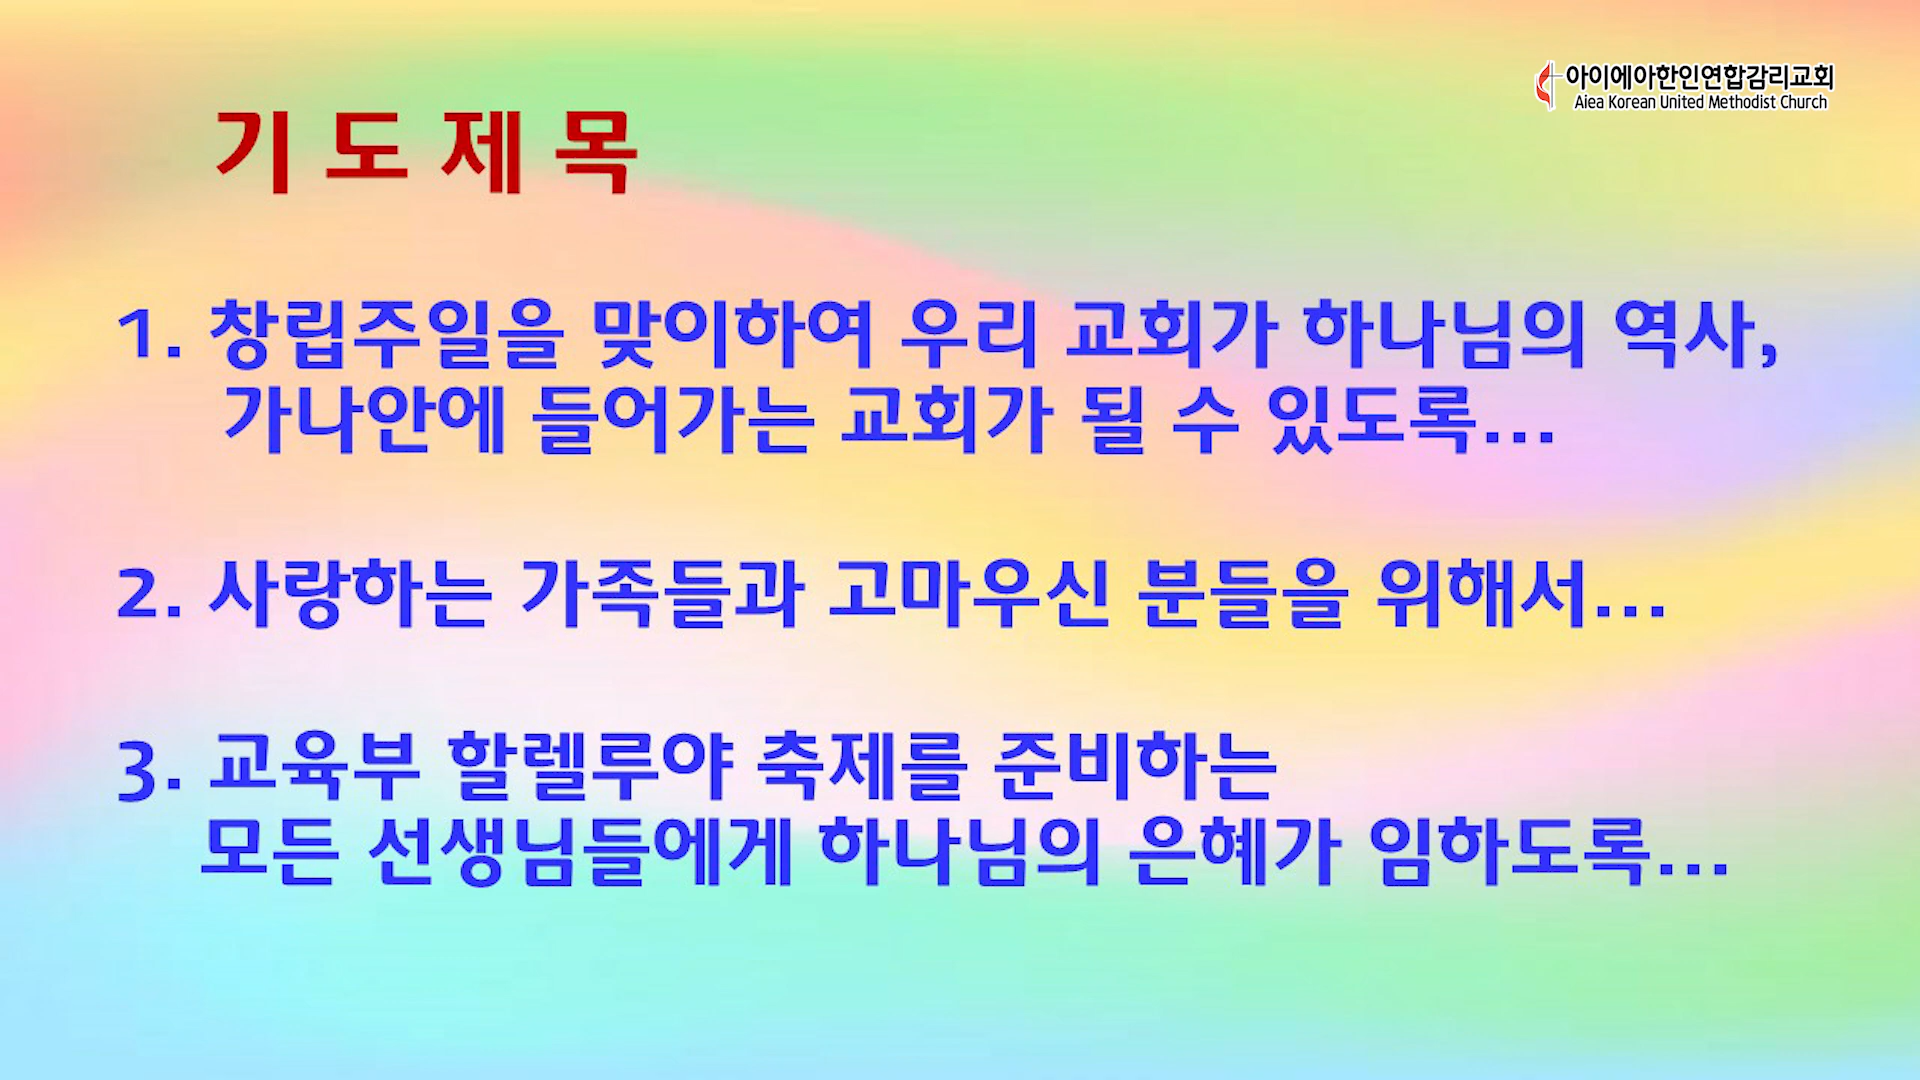 아이에아한인연합감리교회
Aiea Korean United Methodist Church
기 도 제 목
1. 창립주일을 맞이하여 우리 교회가 하나님의 역사,
가나안에 들어가는 교회가 될 수 있도록...
2. 사랑하는 가족들과 고마우신 분들을 위해서...
3. 교육부 할렐루야 축제를 준비하는
모든 선생님들에게 하나님의 은혜가 임하도록...